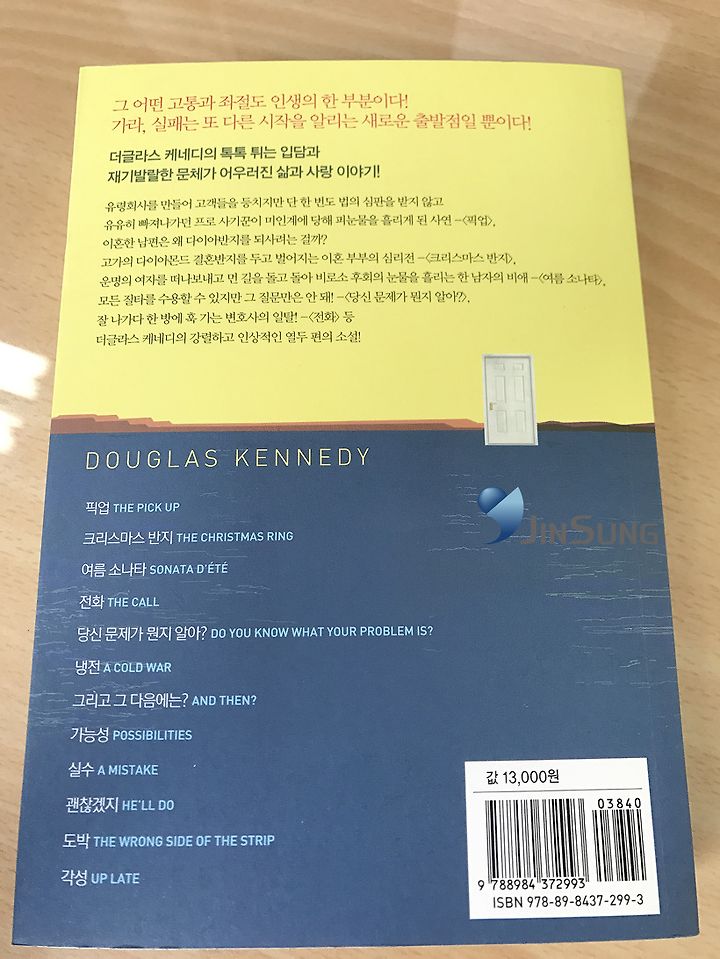 그 어떤 고통과 좌절도 인생의 한 부분이다!
가라, 실패는 또 다른 시작을 알리는 새로운 출발점일 뿐이다!
더글라스 케네디의 톡톡 튀는 입담과
재기발랄한 문체가 어우러진 삶과 사랑 이야기!
유령회사를 만들어 고객들을 등치지만 단 한 번도 법의 심판을 받지 않고
유유히 빠져나가던 프로 사기꾼이 미인계에 당해 피눈물을 흘리게 된 사연 -〈픽업〉,
이혼한 남편은 왜 다이아반지를 되사려는 걸까?
고가의 다이아몬드 결혼반지를 두고 벌어지는 이혼 부부의 심리전 -〈크리스마스 반지〉,
운명의 여자를 떠나보내고 먼 길을 돌고 돌아 비로소 후회의 눈물을 흘리는 한 남자의 비애 -〈여름 소나타〉,
모든 질타를 수용할 수 있지만 그 질문만은 안 돼! -〈당신 문제가 뭔지 알아?〉,
잘 나가다 한 방에 훅 가는 변호사의 일탈! -〈전화〉 등
더글라스 케네디의 강렬하고 인상적인 열두 편의 소설!
DOUGLAS KENNEDY
픽업 THE PICK UP
크리스마스 반지 THE CHRISTMAS RING
여름 소나타 SONATA D'ÉTÉ
전화 THE CALL
당신 문제가 뭔지 알아? DO YOU KNOW WHAT YOUR PROBLEM IS?
냉전 A COLD WAR
그리고 그 다음에는? AND THEN?
가능성 POSSIBILITIES
실수 A MISTAKE
괜찮겠지 HE'LL DO
도박 THE WRONG SIDE OF THE STRIP
각성 UP LATE
JINSUNG
값 13,000원
03840
9 788984 372993
ISBN 978-89-8437-299-3